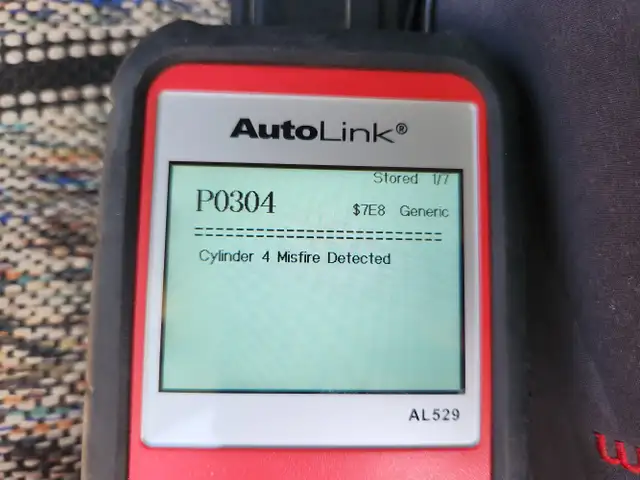 AutoLink®
Stored 1/7
P0304
$7E8 Generic
==========================
Cylinder 4 Misfire Detected
AL529